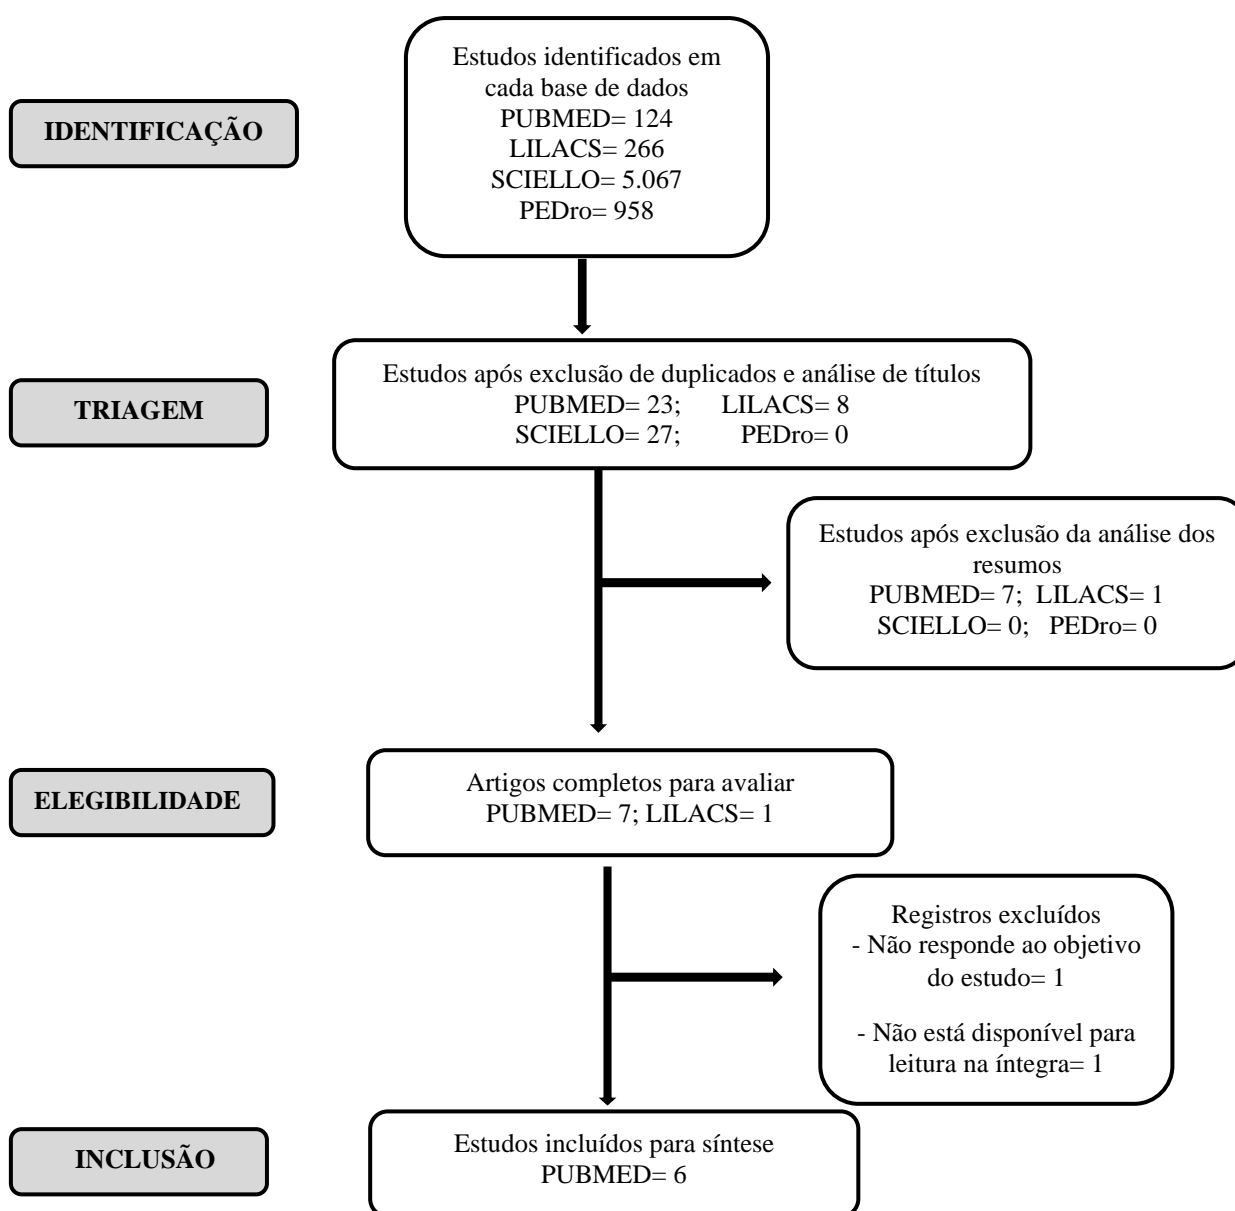 Estudos identificados em
cada base de dados
PUBMED= 124
LILACS= 266
SCIELLO= 5.067
PEDro= 958
IDENTIFICAÇÃO
Estudos após exclusão de duplicados e análise de títulos
PUBMED= 23; LILACS= 8
SCIELLO= 27; PEDro= 0
TRIAGEM
Estudos após exclusão da análise dos
resumos
PUBMED= 7; LILACS= 1
SCIELLO= 0; PEDro= 0
Artigos completos para avaliar
PUBMED= 7; LILACS= 1
ELEGIBILIDADE
Registros excluídos
- Não responde ao objetivo
do estudo= 1
- Não está disponível para
leitura na íntegra= 1
Estudos incluídos para síntese
PUBMED= 6
INCLUSÃO